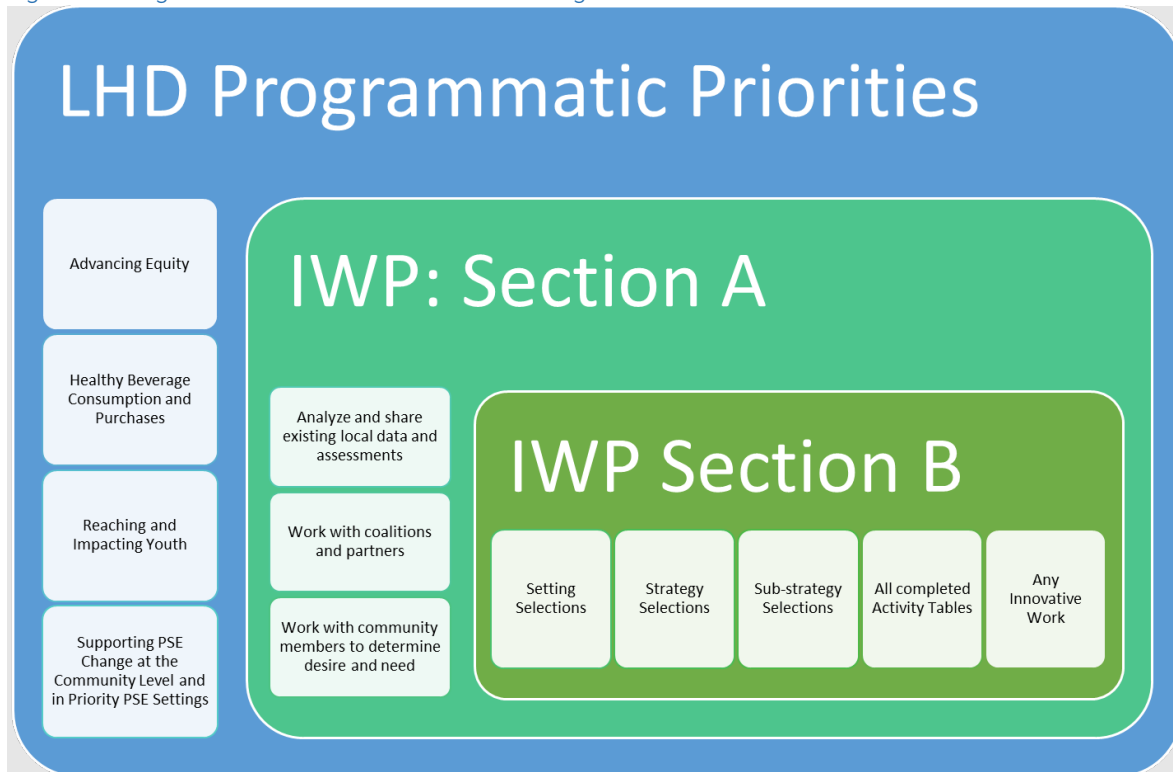 LHD Programmatic Priorities
Advancing Equity
Healthy Beverage
Consumption and
Purchases
Reaching and
Impacting Youth
Supporting PSE
Change at the
Community Level and
in Priority PSE Settings
IWP: Section A
Analyze and share
existing local data and
assessments
Work with coalitions
and partners
Work with community
members to determine
desire and need
IWP Section B
Setting
Selections
Strategy
Selections
Sub-strategy
Selections
All completed
Activity Tables
Any
Innovative
Work